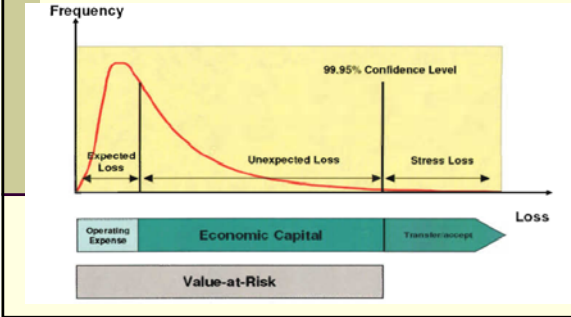 Frequency
99.95% Confidence Level
Expected
Loss
Unexpected Loss
Stress Loss
Loss
Operating
Expense
Economic Capital
Transfer/accept
Value-at-Risk